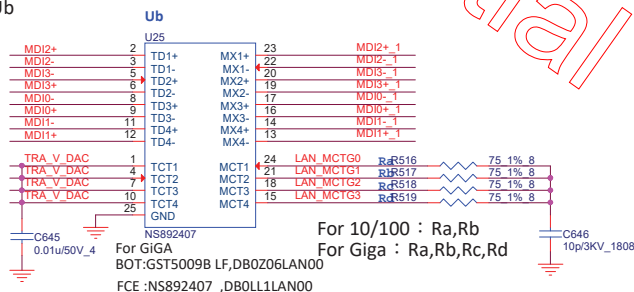 Ub
Ub
U25
MDI2+ 2 TD1+ MX1+ 23 MDI2+_1
MDI2- 3 TD1- MX1- 22 MDI2-_1
MDI3- 5 TD2+ MX2+ 20 MDI3-_1
MDI3+ 6 TD2- MX2- 19 MDI3+_1
MDI0- 8 TD3+ MX3+ 17 MDI0-_1
MDI0+ 9 TD3- MX3- 16 MDI0+_1
MDI1- 11 TD4+ MX4+ 14 MDI1-_1
MDI1+ 12 TD4- MX4- 13 MDI1+_1
TRA_V_DAC 1 TCT1 MCT1 24 LAN_MCTG0 Ra R516 75_1%_8
TRA_V_DAC 4 TCT2 MCT2 21 LAN_MCTG1 Rb R517 75_1%_8
TRA_V_DAC 7 TCT3 MCT3 18 LAN_MCTG2 Rc R518 75_1%_8
TRA_V_DAC 10 TCT4 MCT4 15 LAN_MCTG3 Rd R519 75_1%_8
25 GND
NS892407
C645
0.01u/50V_4
C646
10p/3KV_1808
For 10/100：Ra,Rb
For Giga：Ra,Rb,Rc,Rd
For GiGA
BOT:GST5009B LF,DB0Z06LAN00
FCE :NS892407 ,DB0LL1LAN00
tial